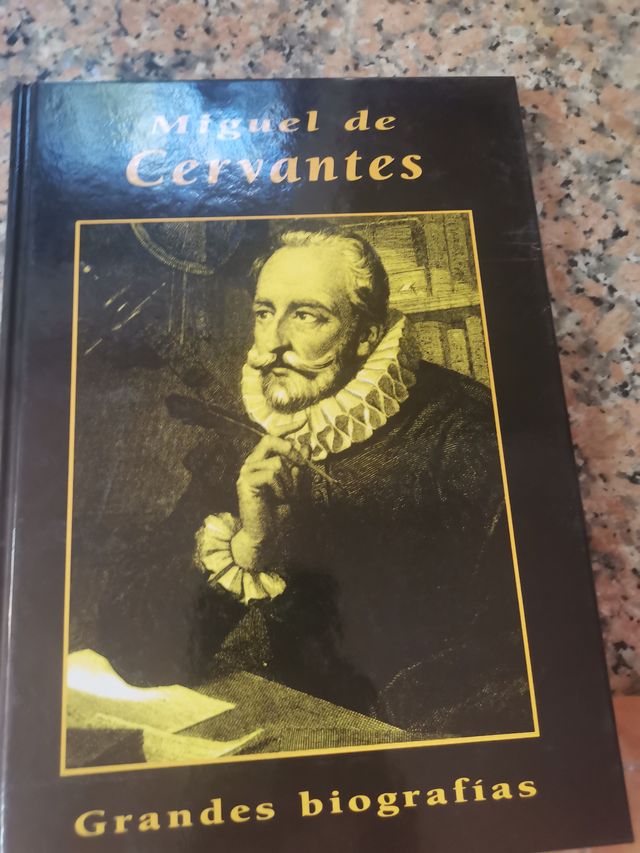 Miguel de
Cervantes
Grandes biografías